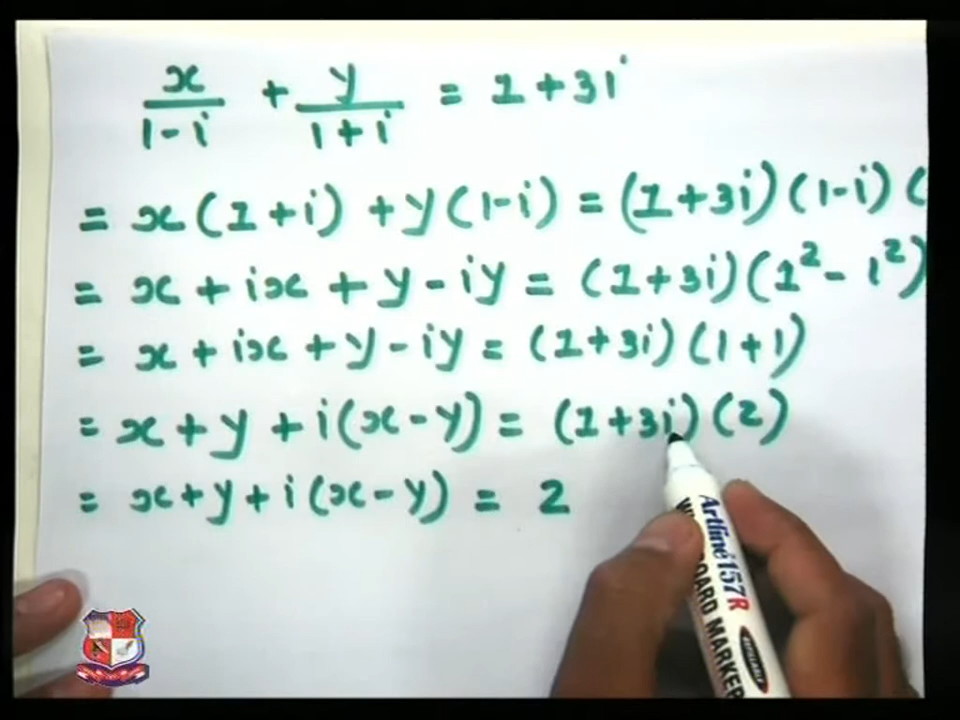 x/1-i + y/1+i = 1+3i
= x(1+i) + y(1-i) = (1+3i)(1-i)(
= x + ix + y - iy = (1+3i)(1² - i²)
= x + ix + y - iy = (1+3i)(1+1)
= x + y + i(x-y) = (1+3i)(2)
= x+y+i(x-y) = 2
Artline 157R
WHITEBOARD MARKER